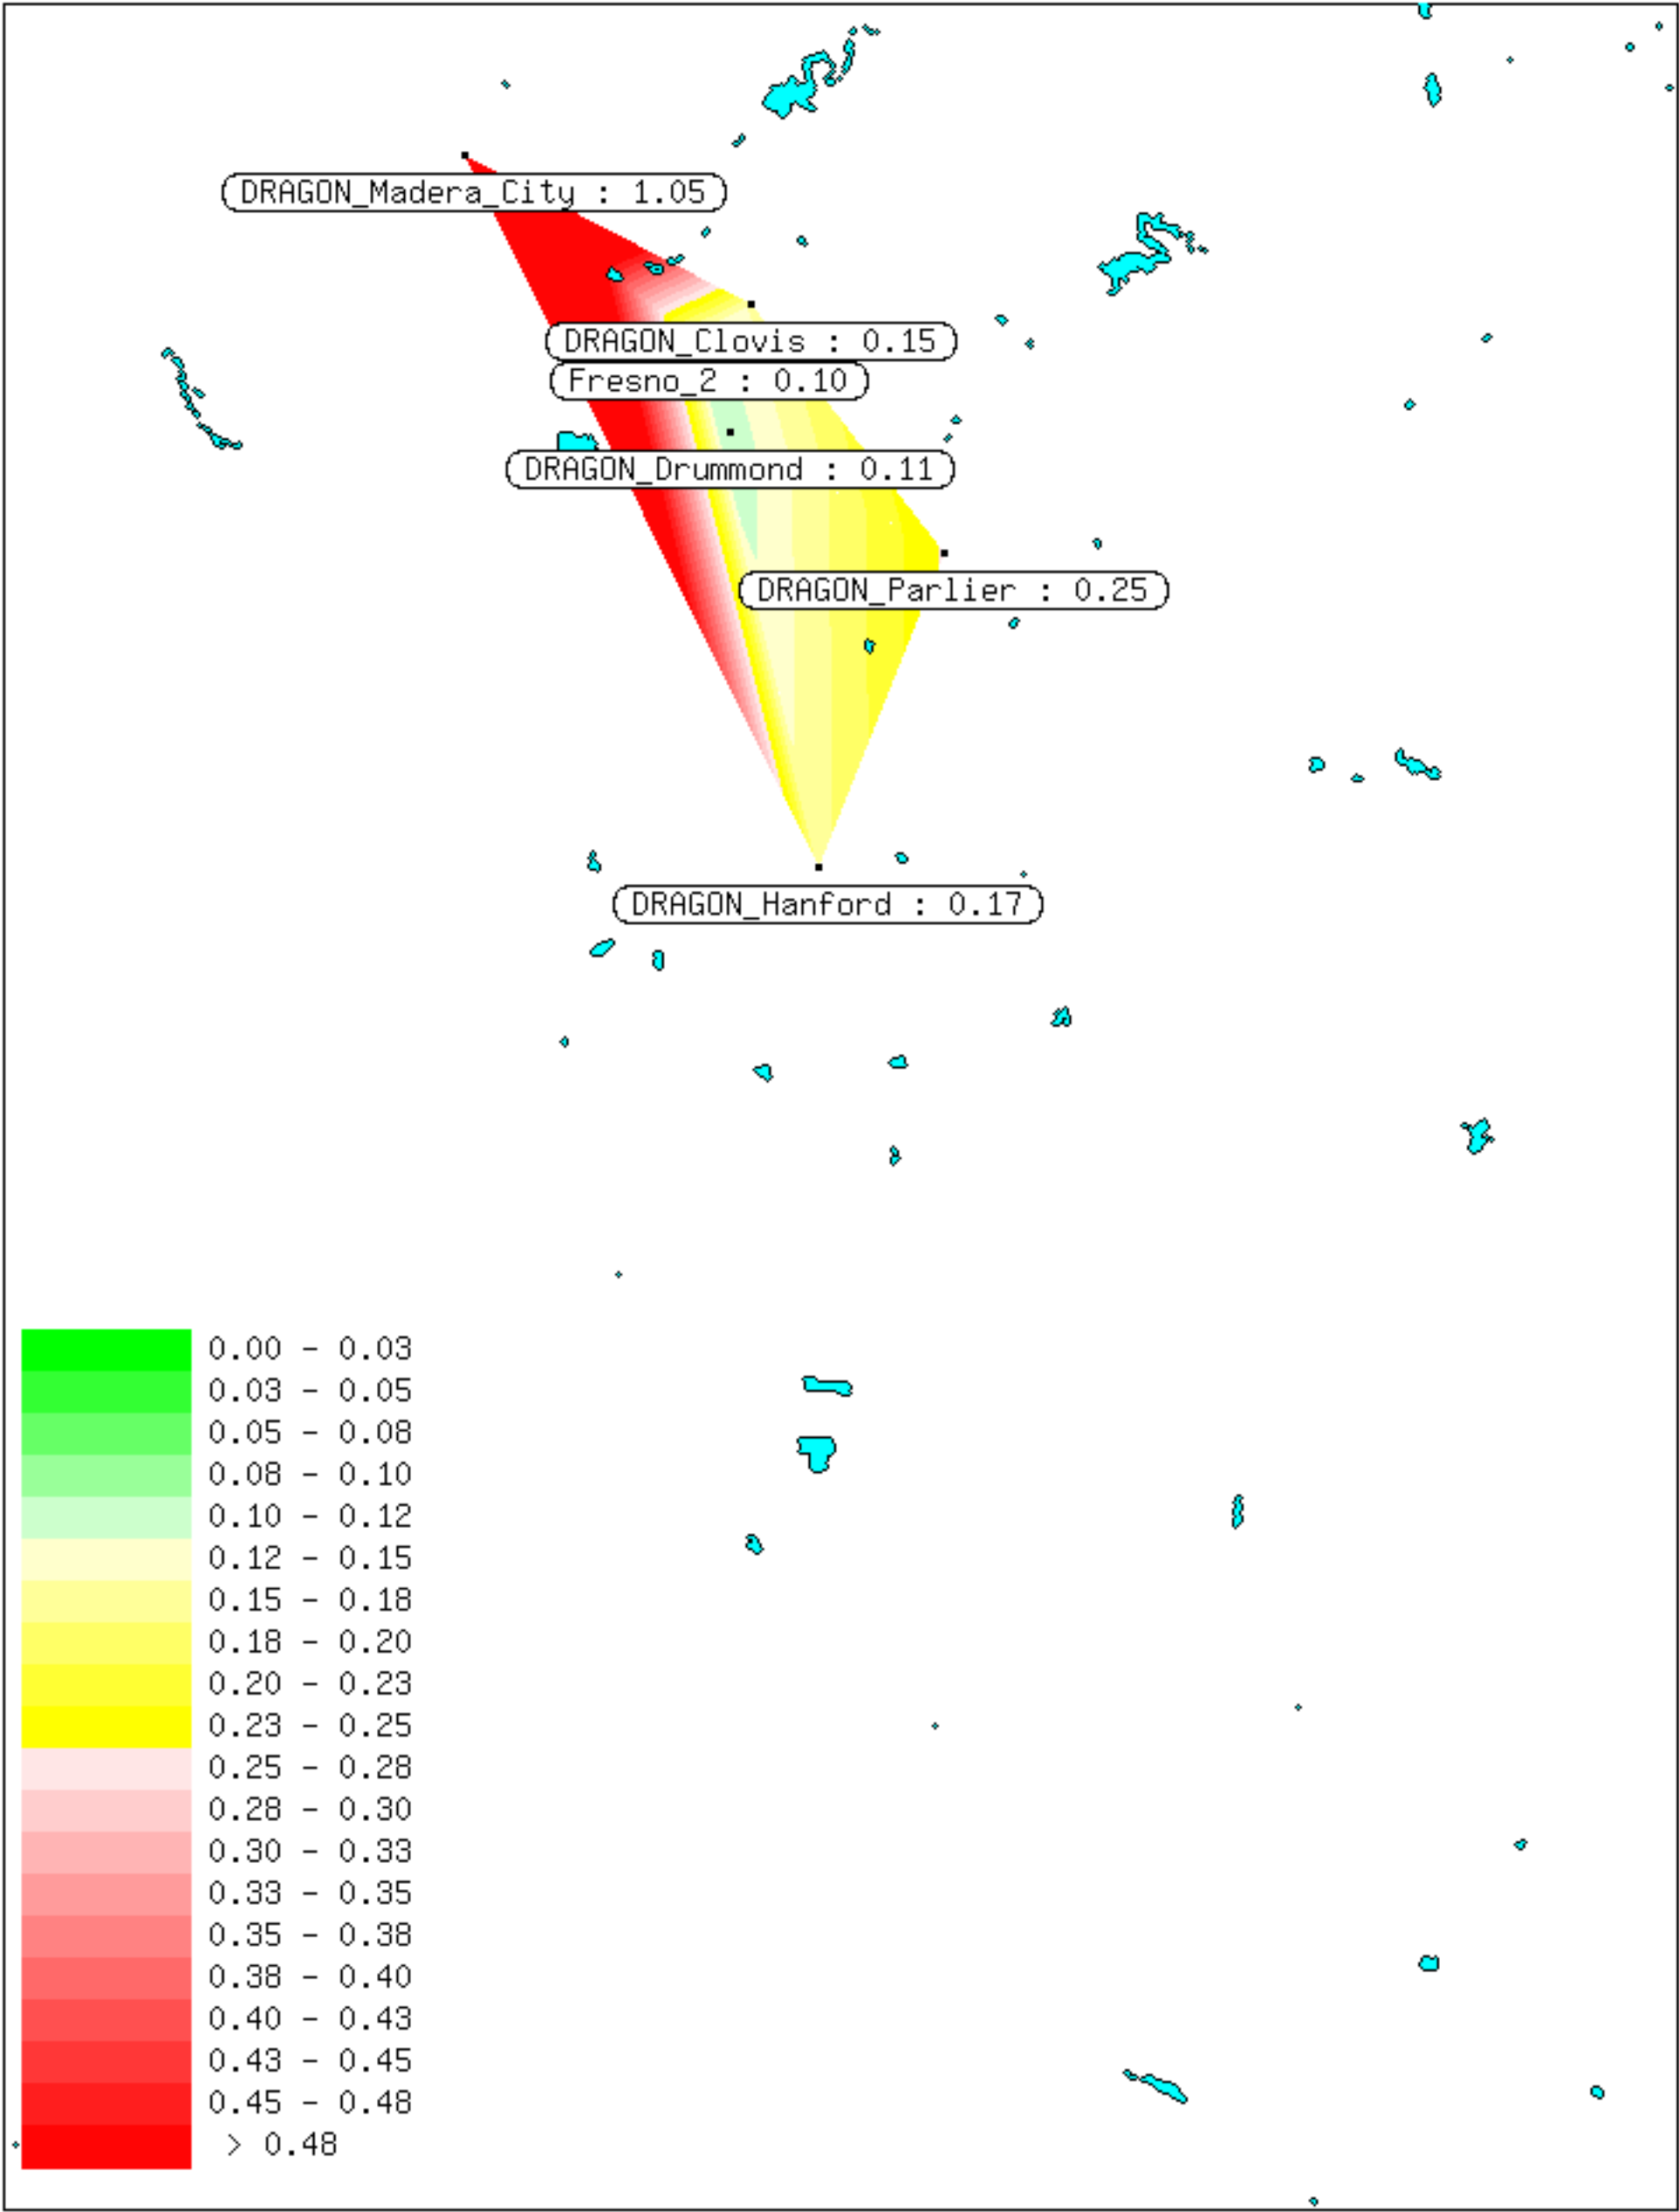 DRAGON_Madera_City : 1.05
DRAGON_Clovis : 0.15
Fresno_2 : 0.10
DRAGON_Drummond : 0.11
DRAGON_Parlier : 0.25
DRAGON_Hanford : 0.17
0.00 - 0.03
0.03 - 0.05
0.05 - 0.08
0.08 - 0.10
0.10 - 0.12
0.12 - 0.15
0.15 - 0.18
0.18 - 0.20
0.20 - 0.23
0.23 - 0.25
0.25 - 0.28
0.28 - 0.30
0.30 - 0.33
0.33 - 0.35
0.35 - 0.38
0.38 - 0.40
0.40 - 0.43
0.43 - 0.45
0.45 - 0.48
> 0.48